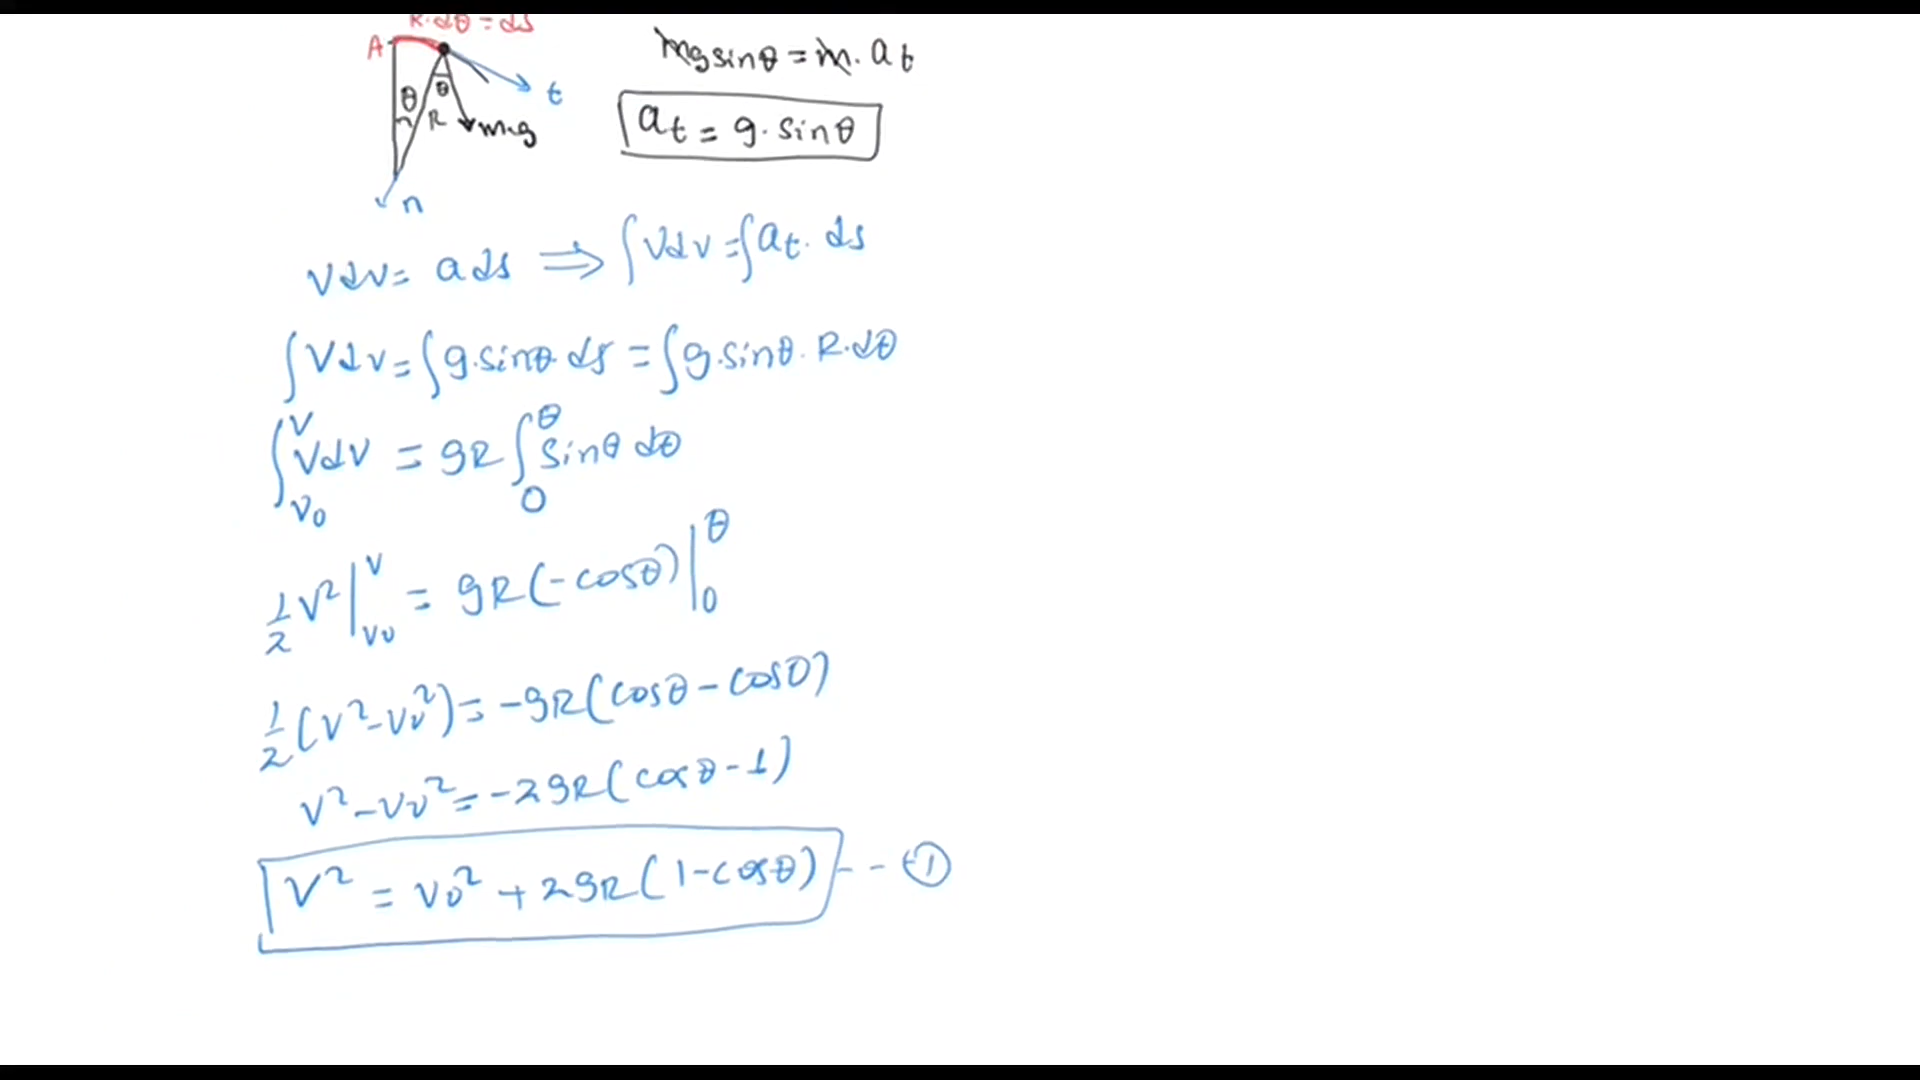 R.dθ = ds
A
θ
θ
R
t
m.g
n
mg sinθ = m. at
at = g. sinθ
vdv = ads ⟹ ∫vdv = ∫at. ds
∫vdv = ∫g.sinθ ds = ∫g.sinθ. R.dθ
∫_{v0}^{v} vdv = gR ∫_{0}^{θ} sinθ dθ
1/2 v² |_{v0}^{v} = gR(-cosθ) |_{0}^{θ}
1/2 (v² - v0²) = -gR(cosθ - cos0)
v² - v0² = -2gR(cosθ - 1)
v² = v0² + 2gR(1 - cosθ) -- ①